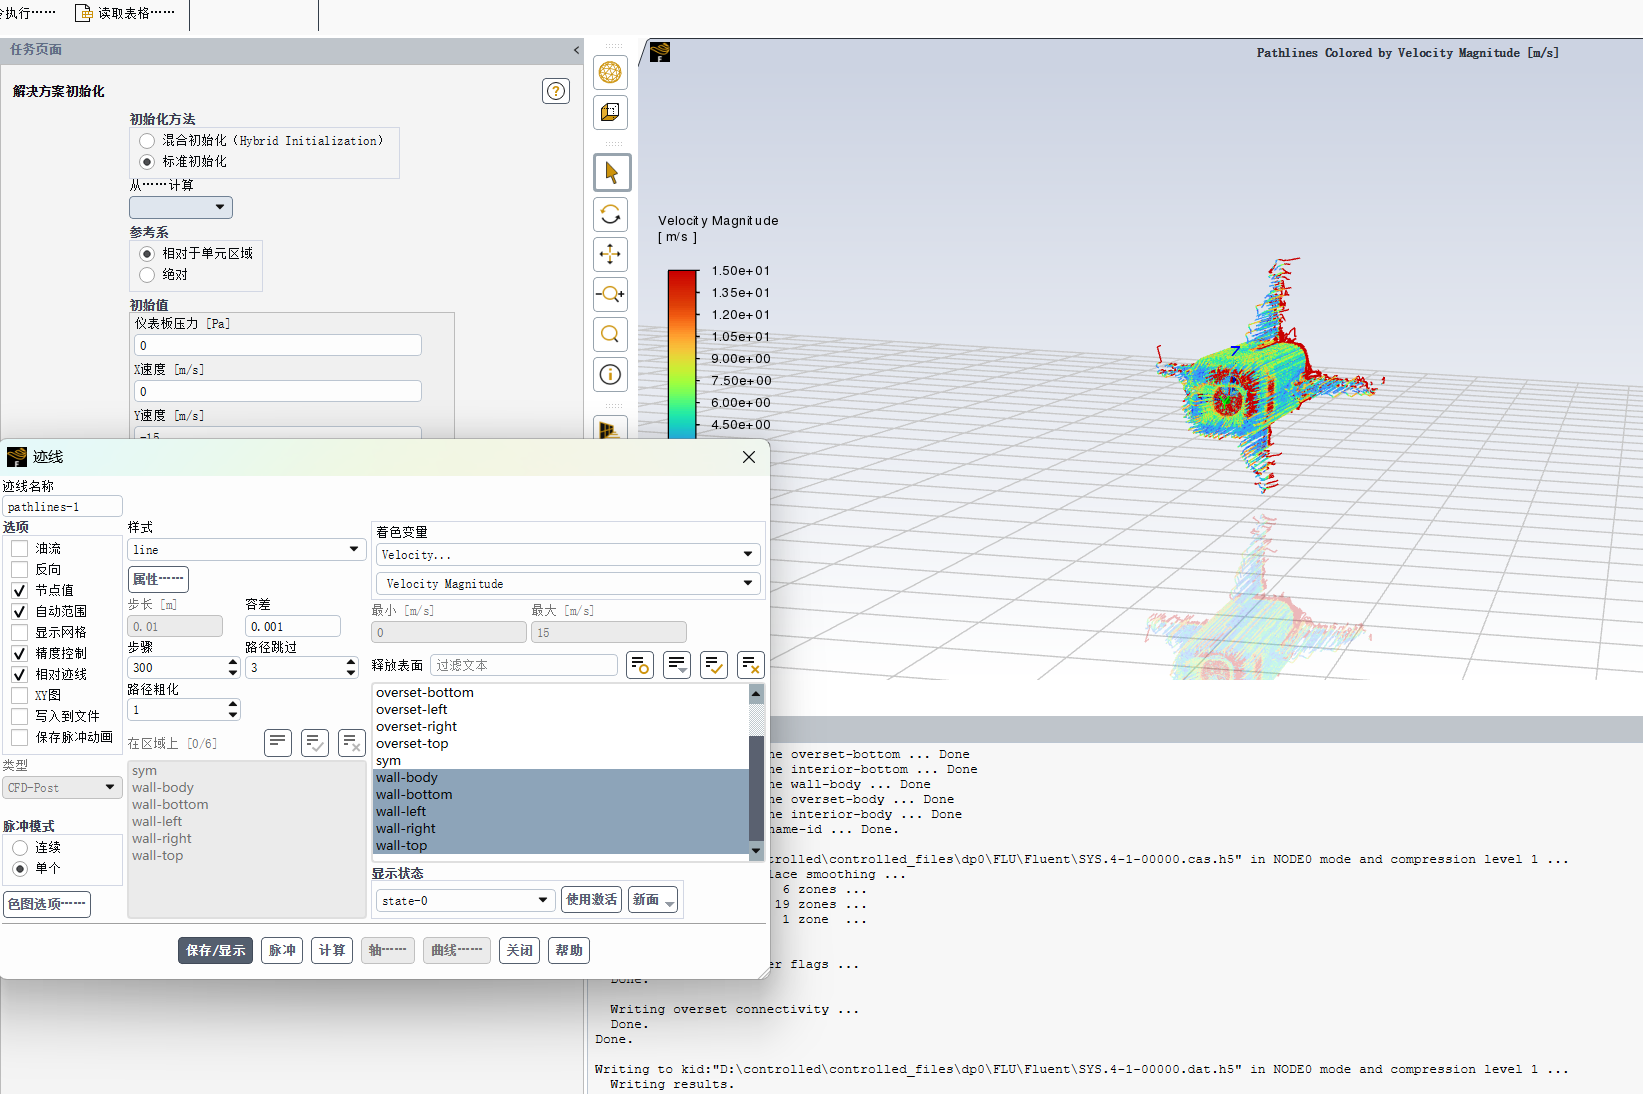 令执行……
读取表格……
任务页面
解决方案初始化
初始化方法
混合初始化（Hybrid Initialization）
标准初始化
从……计算
参考系
相对于单元区域
绝对
初始值
仪表板压力 [Pa]
0
X速度 [m/s]
0
Y速度 [m/s]
-15
Pathlines Colored by Velocity Magnitude [m/s]
Velocity Magnitude
[ m/s ]
1.50e+01
1.35e+01
1.20e+01
1.05e+01
9.00e+00
7.50e+00
6.00e+00
4.50e+00
Z
迹线
迹线名称
pathlines-1
选项
油流
反向
节点值
自动范围
显示网格
精度控制
相对迹线
XY图
写入到文件
保存脉冲动画
类型
CFD-Post
脉冲模式
连续
单个
色图选项……
样式
line
属性……
步长 [m]
0.01
容差
0.001
步骤
300
路径跳过
3
路径粗化
1
在区域上 [0/6]
sym
wall-body
wall-bottom
wall-left
wall-right
wall-top
着色变量
Velocity...
Velocity Magnitude
最小 [m/s]
0
最大 [m/s]
15
释放表面
过滤文本
overset-bottom
overset-left
overset-right
overset-top
sym
wall-body
wall-bottom
wall-left
wall-right
wall-top
显示状态
state-0
使用激活
新面
保存/显示
脉冲
计算
轴……
曲线……
关闭
帮助
ne overset-bottom ... Done
ne interior-bottom ... Done
ne wall-body ... Done
ne overset-body ... Done
ne interior-body ... Done
name-id ... Done.
trolled\controlled_files\dp0\FLU\Fluent\SYS.4-1-00000.cas.h5" in NODE0 mode and compression level 1 ...
lace smoothing ...
6 zones ...
19 zones ...
1 zone ...
er flags ...
Done.
Writing overset connectivity ...
Done.
Done.
Writing to kid:"D:\controlled\controlled_files\dp0\FLU\Fluent\SYS.4-1-00000.dat.h5" in NODE0 mode and compression level 1 ...
Writing results.